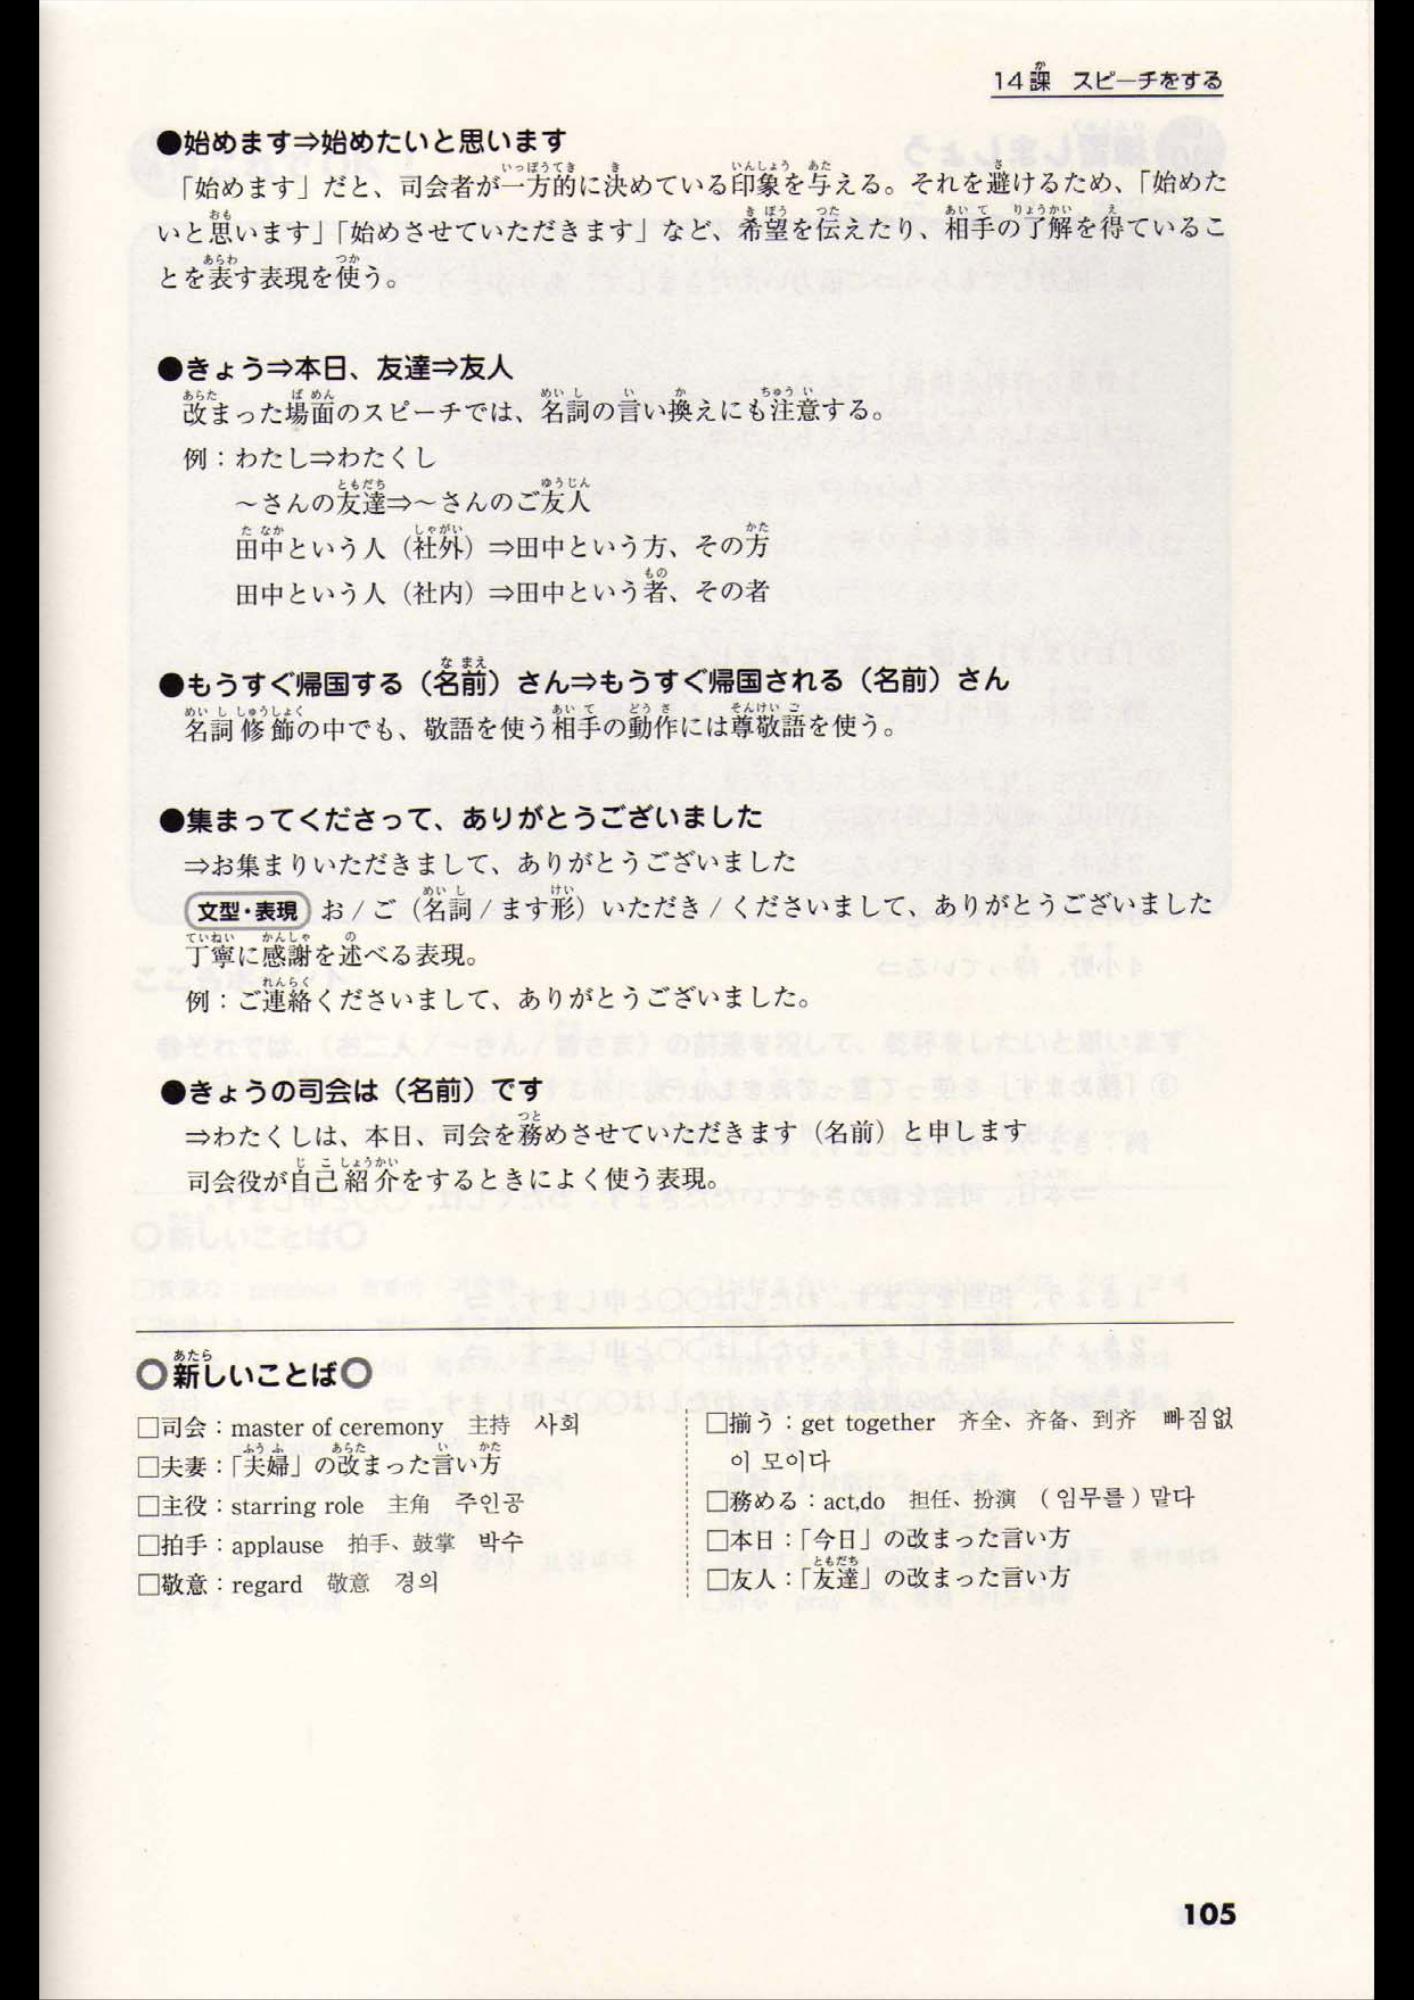 14課 スピーチをする
●始めます⇒始めたいと思います
「始めます」だと、司会者が一方的に決めている印象を与える。それを避けるため、「始めた
いと思います」「始めさせていただきます」など、希望を伝えたり、相手の了解を得ているこ
とを表す表現を使う。
●きょう⇒本日、友達⇒友人
改まった場面のスピーチでは、名詞の言い換えにも注意する。
例：わたし⇒わたくし
～さんの友達⇒～さんのご友人
田中という人（社外）⇒田中という方、その方
田中という人（社内）⇒田中という者、その者
●もうすぐ帰国する（名前）さん⇒もうすぐ帰国される（名前）さん
名詞修飾の中でも、敬語を使う相手の動作には尊敬語を使う。
●集まってくださって、ありがとうございました
⇒お集まりいただきまして、ありがとうございました
文型・表現 お / ご（名詞 / ます形）いただき / くださいまして、ありがとうございました
丁寧に感謝を述べる表現。
例：ご連絡くださいまして、ありがとうございました。
●きょうの司会は（名前）です
⇒わたくしは、本日、司会を務めさせていただきます（名前）と申します
司会役が自己紹介をするときによく使う表現。
○新しいことば○
□司会：master of ceremony 主持 사회
□夫妻：「夫婦」の改まった言い方
□主役：starring role 主角 주인공
□拍手：applause 拍手、鼓掌 박수
□敬意：regard 敬意 경의
□揃う：get together 齐全、齐备、到齐 빠짐없
이 모이다
□務める：act,do 担任、扮演 （임무를）맡다
□本日：「今日」の改まった言い方
□友人：「友達」の改まった言い方
105